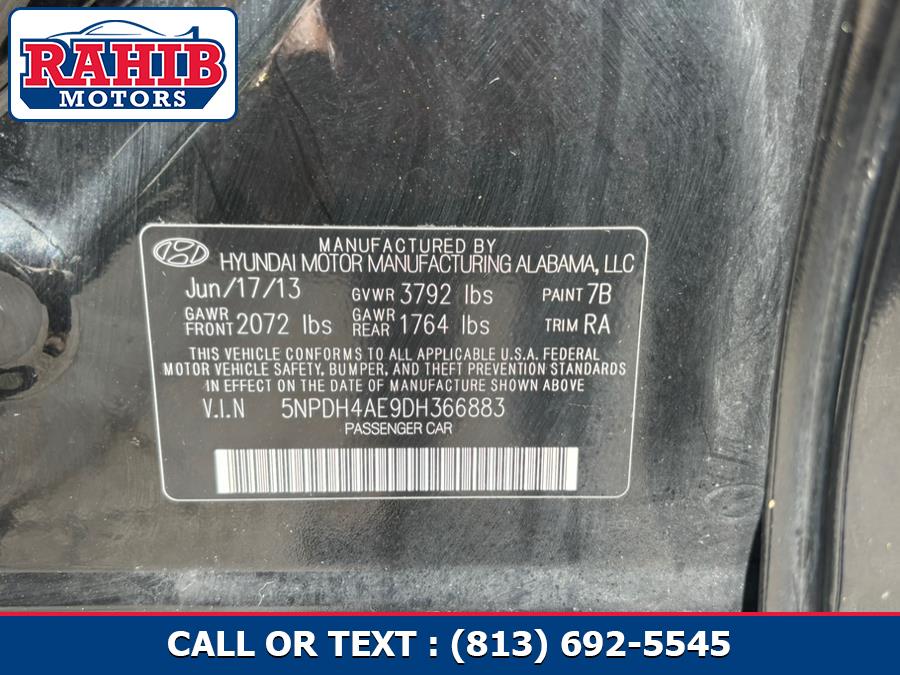 RAHIB
MOTORS
MANUFACTURED BY
HYUNDAI MOTOR MANUFACTURING ALABAMA, LLC
Jun/17/13 GVWR 3792 lbs PAINT 7B
GAWR FRONT 2072 lbs GAWR REAR 1764 lbs TRIM RA
THIS VEHICLE CONFORMS TO ALL APPLICABLE U.S.A. FEDERAL
MOTOR VEHICLE SAFETY, BUMPER, AND THEFT PREVENTION STANDARDS
IN EFFECT ON THE DATE OF MANUFACTURE SHOWN ABOVE
V.I.N 5NPDH4AE9DH366883
PASSENGER CAR
CALL OR TEXT : (813) 692-5545